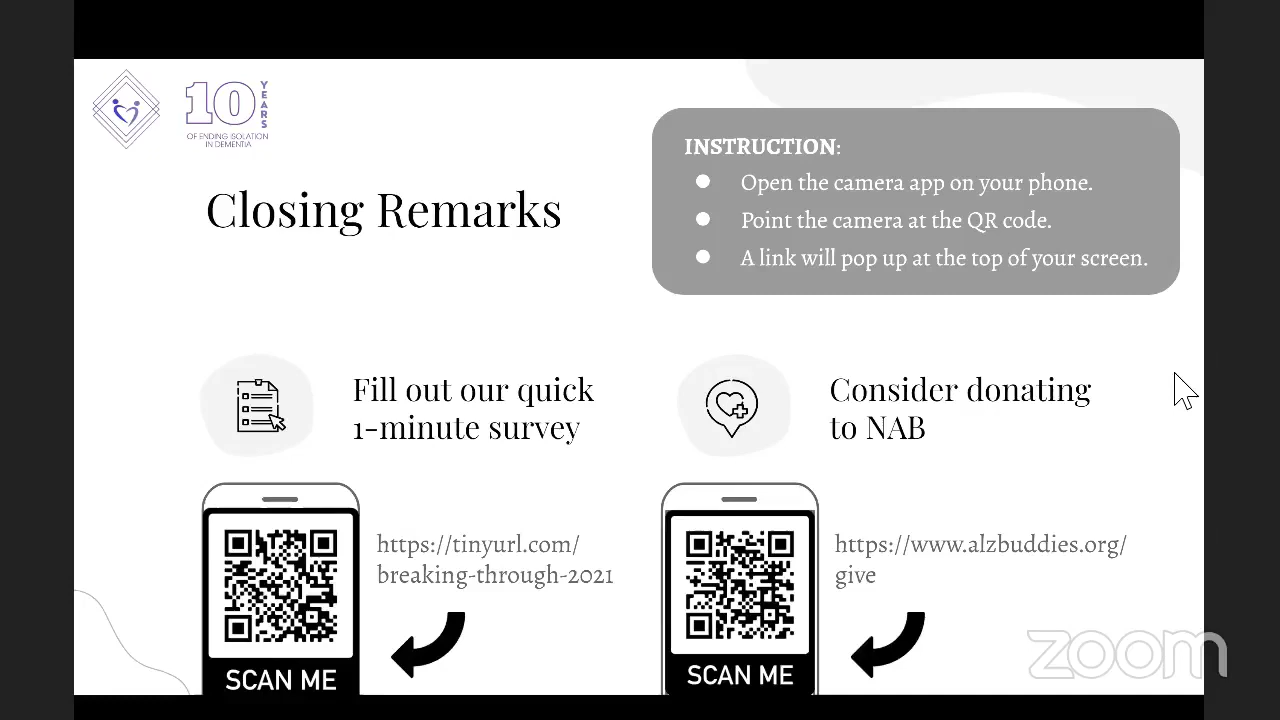 10 YEARS
OF ENDING ISOLATION
IN DEMENTIA
Closing Remarks
INSTRUCTION:
● Open the camera app on your phone.
● Point the camera at the QR code.
● A link will pop up at the top of your screen.
Fill out our quick
1-minute survey
https://tinyurl.com/
breaking-through-2021
SCAN ME
Consider donating
to NAB
https://www.alzbuddies.org/
give
SCAN ME
zoom